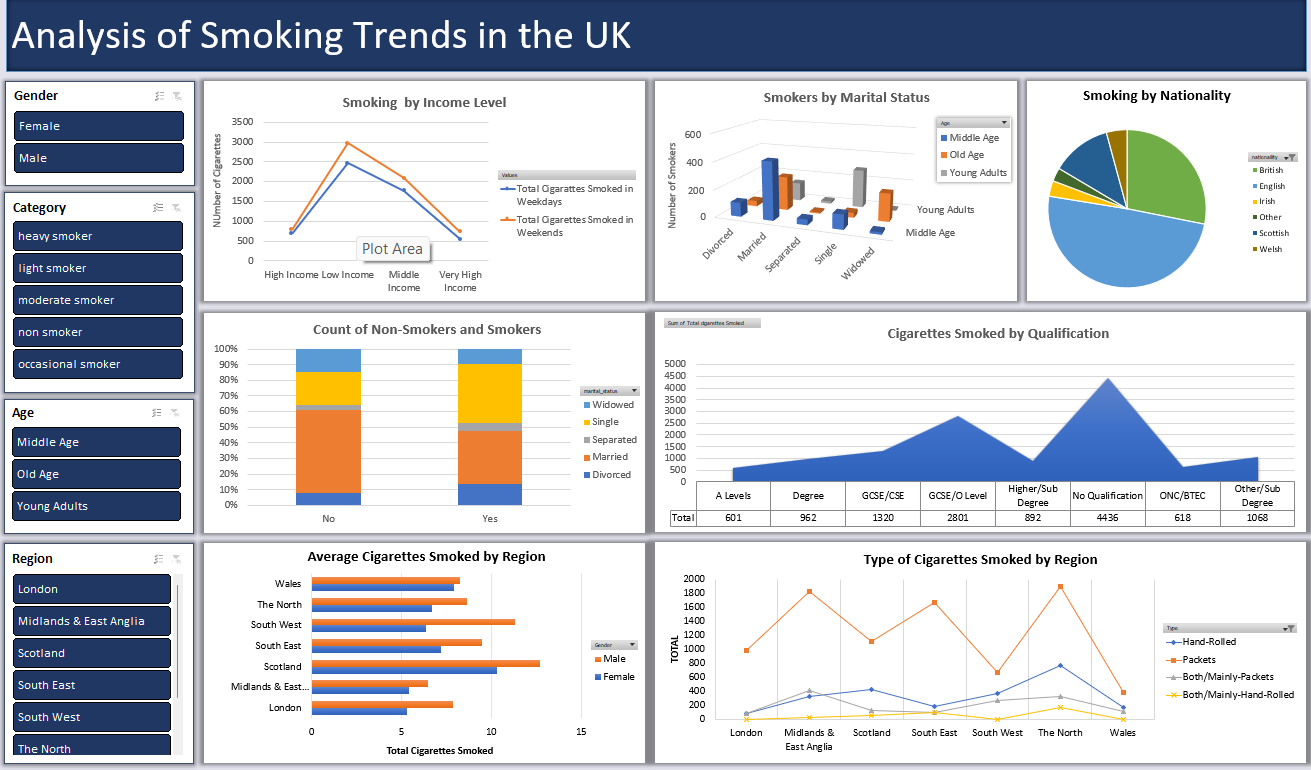 Analysis of Smoking Trends in the UK
Gender
Female
Male
Category
heavy smoker
light smoker
moderate smoker
non smoker
occasional smoker
Age
Middle Age
Old Age
Young Adults
Region
London
Midlands & East Anglia
Scotland
South East
South West
The North
Smoking by Income Level
NUmber of Cigarettes
3500
3000
2500
2000
1500
1000
500
0
High Income
Low Income
Middle
Income
Very High
Income
Plot Area
Values
Total Cigarattes Smoked in
Weekdays
Total Cigarettes Smoked in
Weekends
Smokers by Marital Status
Number of Smokers
600
400
200
0
Divorced
Married
Separated
Single
Widowed
Young Adults
Middle Age
Age
Middle Age
Old Age
Young Adults
Smoking by Nationality
nationality
British
English
Irish
Other
Scottish
Welsh
Count of Non-Smokers and Smokers
100%
90%
80%
70%
60%
50%
40%
30%
20%
10%
0%
No
Yes
marital_status
Widowed
Single
Separated
Married
Divorced
Sum of Total cigarettes Smoked
Cigarettes Smoked by Qualification
5000
4500
4000
3500
3000
2500
2000
1500
1000
500
0
A Levels
Degree
GCSE/CSE
GCSE/O Level
Higher/Sub
Degree
No Qualification
ONC/BTEC
Other/Sub
Degree
Total 601 962 1320 2801 892 4436 618 1068
Average Cigarettes Smoked by Region
Wales
The North
South West
South East
Scotland
Midlands & East...
London
0 5 10 15
Total Cigarettes Smoked
Gender
Male
Female
Type of Cigarettes Smoked by Region
TOTAL
2000
1800
1600
1400
1200
1000
800
600
400
200
0
London
Midlands &
East Anglia
Scotland
South East
South West
The North
Wales
Type
Hand-Rolled
Packets
Both/Mainly-Packets
Both/Mainly-Hand-Rolled